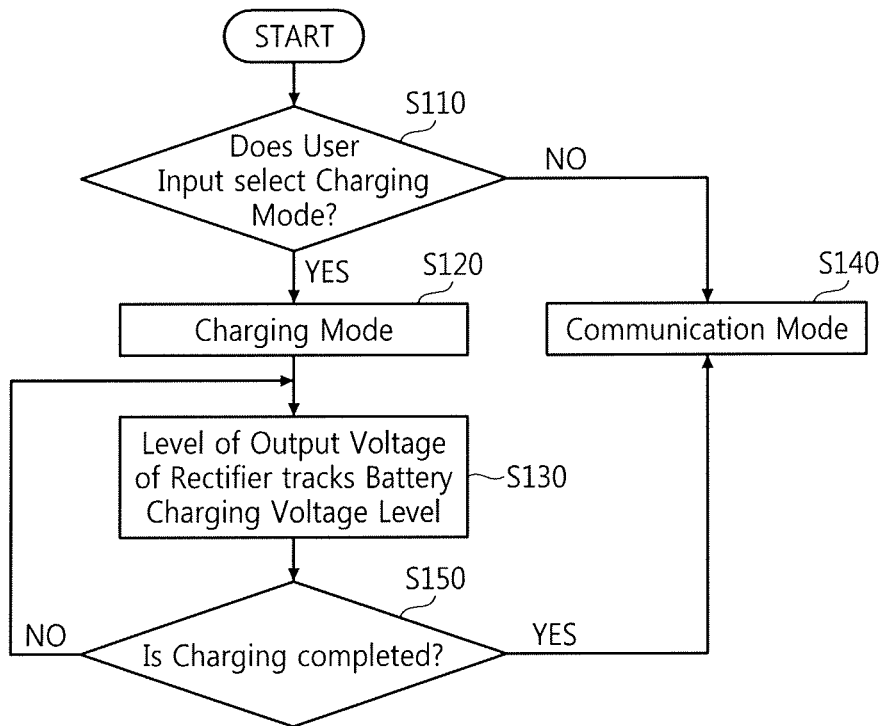 START
S110
Does User
Input select Charging
Mode?
NO
YES
S120
Charging Mode
S140
Communication Mode
Level of Output Voltage
of Rectifier tracks Battery
Charging Voltage Level
S130
S150
Is Charging completed?
NO
YES